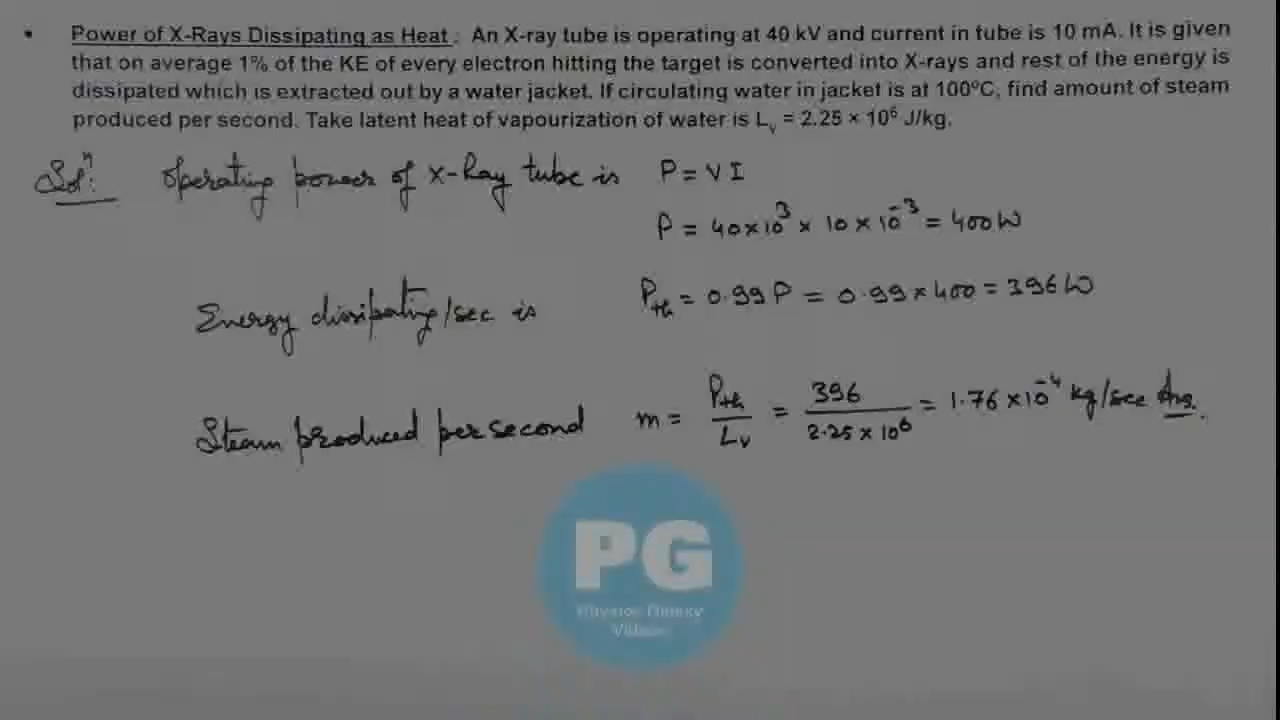 • Power of X-Rays Dissipating as Heat : An X-ray tube is operating at 40 kV and current in tube is 10 mA. It is given
that on average 1% of the KE of every electron hitting the target is converted into X-rays and rest of the energy is
dissipated which is extracted out by a water jacket. If circulating water in jacket is at 100°C, find amount of steam
produced per second. Take latent heat of vapourization of water is Lᵥ = 2.25 × 10⁶ J/kg.
Solⁿ: Operating power of X-Ray tube is P = VI
P = 40×10³ × 10×10⁻³ = 400W
Energy dissipating/sec is Pth = 0.99P = 0.99×400 = 396W
Steam produced per second m = Pth/Lv = 396/2.25×10⁶ = 1.76×10⁻⁴ kg/sec Ans.
PG
Physics Galaxy
Videos